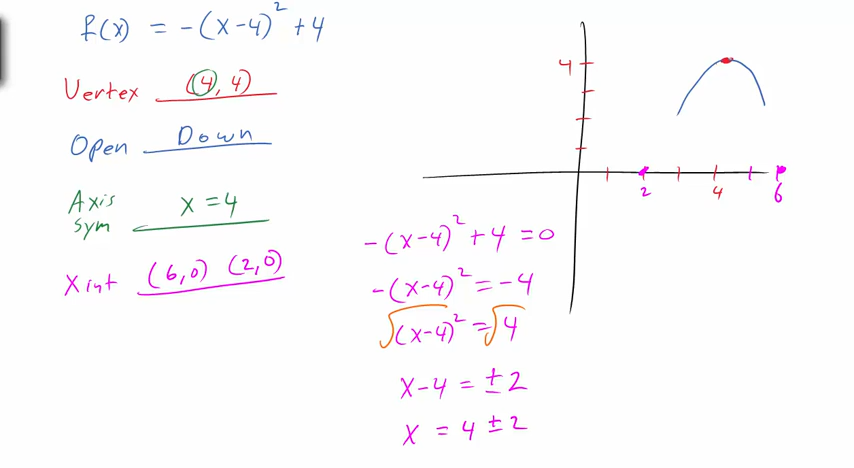 f(x) = -(x-4)² + 4
Vertex (4, 4)
Open Down
Axis sym x = 4
X int (6,0) (2,0)
-(x-4)² + 4 = 0
-(x-4)² = -4
√(x-4)² = √4
x-4 = ±2
x = 4 ± 2
4
2 4 6